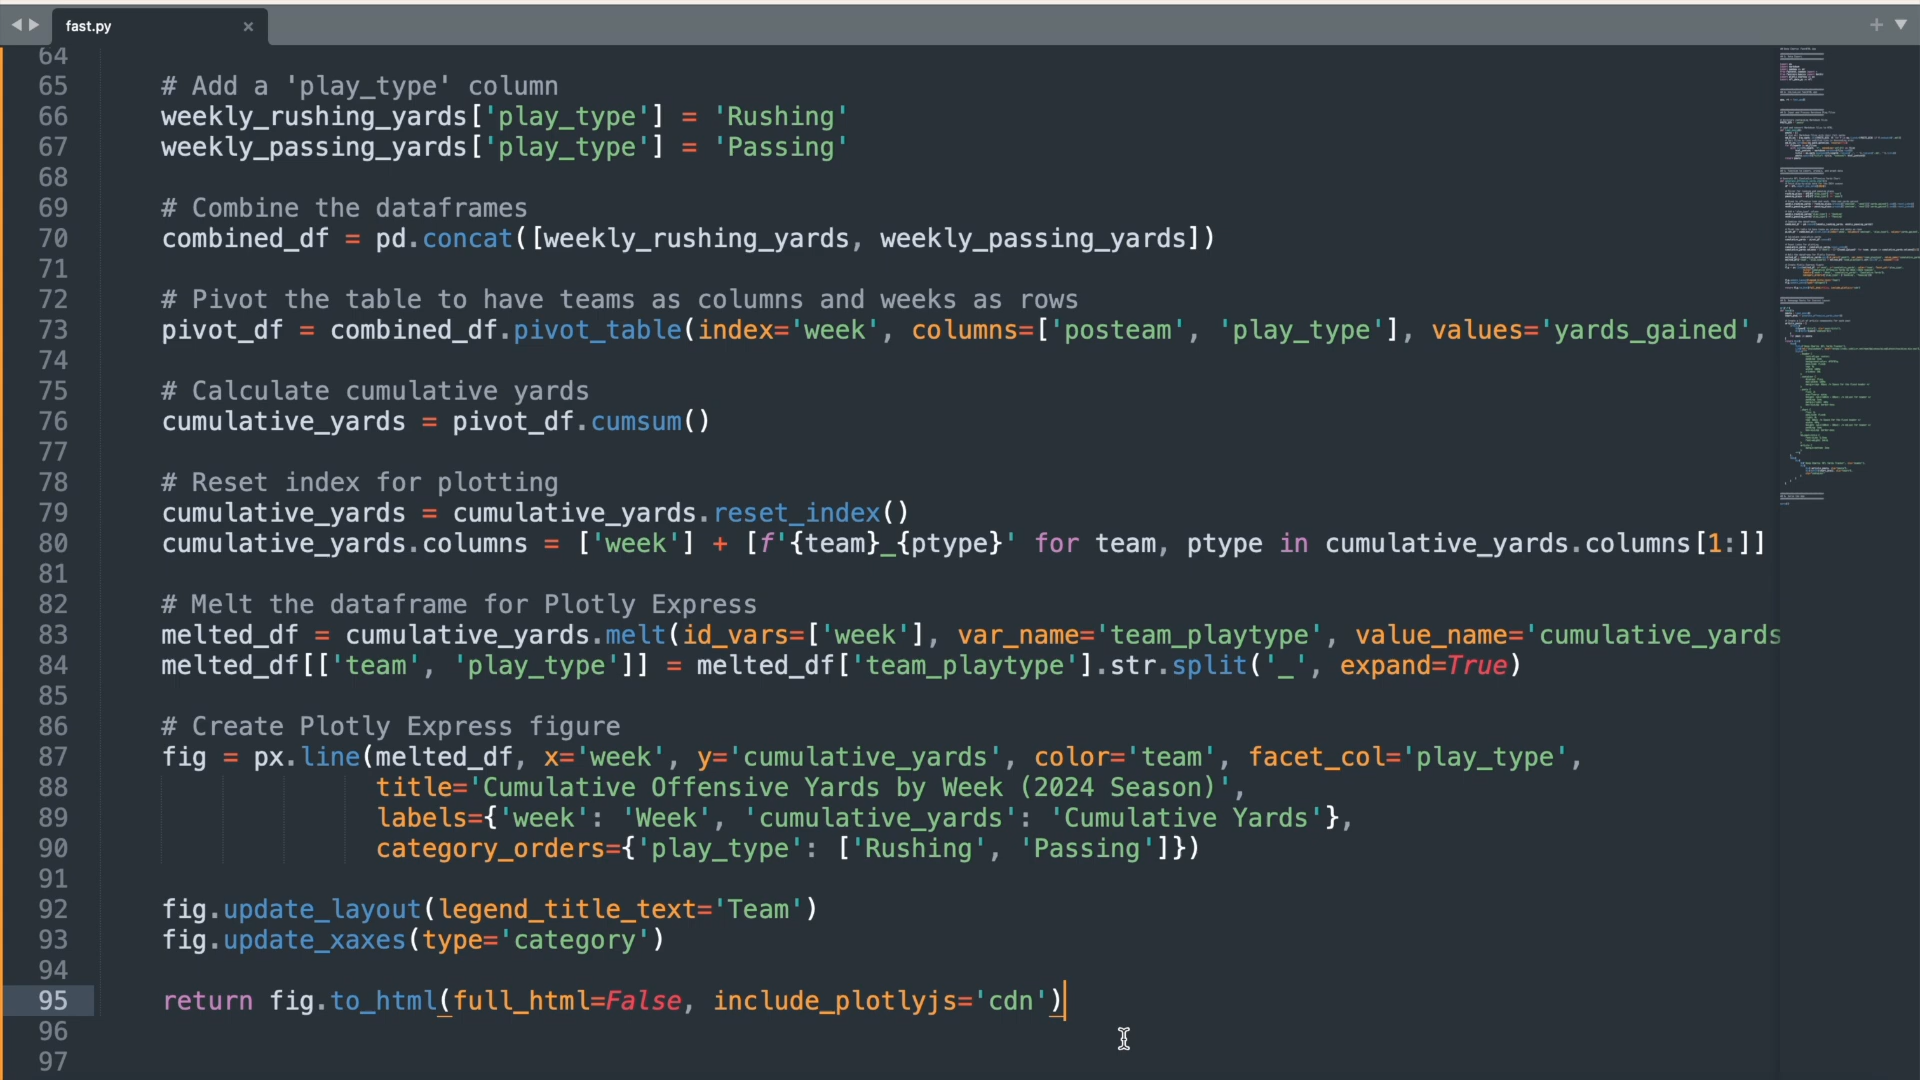 fast.py
64
65 # Add a 'play_type' column
66 weekly_rushing_yards['play_type'] = 'Rushing'
67 weekly_passing_yards['play_type'] = 'Passing'
68
69 # Combine the dataframes
70 combined_df = pd.concat([weekly_rushing_yards, weekly_passing_yards])
71
72 # Pivot the table to have teams as columns and weeks as rows
73 pivot_df = combined_df.pivot_table(index='week', columns=['posteam', 'play_type'], values='yards_gained',
74
75 # Calculate cumulative yards
76 cumulative_yards = pivot_df.cumsum()
77
78 # Reset index for plotting
79 cumulative_yards = cumulative_yards.reset_index()
80 cumulative_yards.columns = ['week'] + [f'{team}_{ptype}' for team, ptype in cumulative_yards.columns[1:]]
81
82 # Melt the dataframe for Plotly Express
83 melted_df = cumulative_yards.melt(id_vars=['week'], var_name='team_playtype', value_name='cumulative_yards
84 melted_df[['team', 'play_type']] = melted_df['team_playtype'].str.split('_', expand=True)
85
86 # Create Plotly Express figure
87 fig = px.line(melted_df, x='week', y='cumulative_yards', color='team', facet_col='play_type',
88 title='Cumulative Offensive Yards by Week (2024 Season)',
89 labels={'week': 'Week', 'cumulative_yards': 'Cumulative Yards'},
90 category_orders={'play_type': ['Rushing', 'Passing']})
91
92 fig.update_layout(legend_title_text='Team')
93 fig.update_xaxes(type='category')
94
95 return fig.to_html(full_html=False, include_plotlyjs='cdn')
96
97